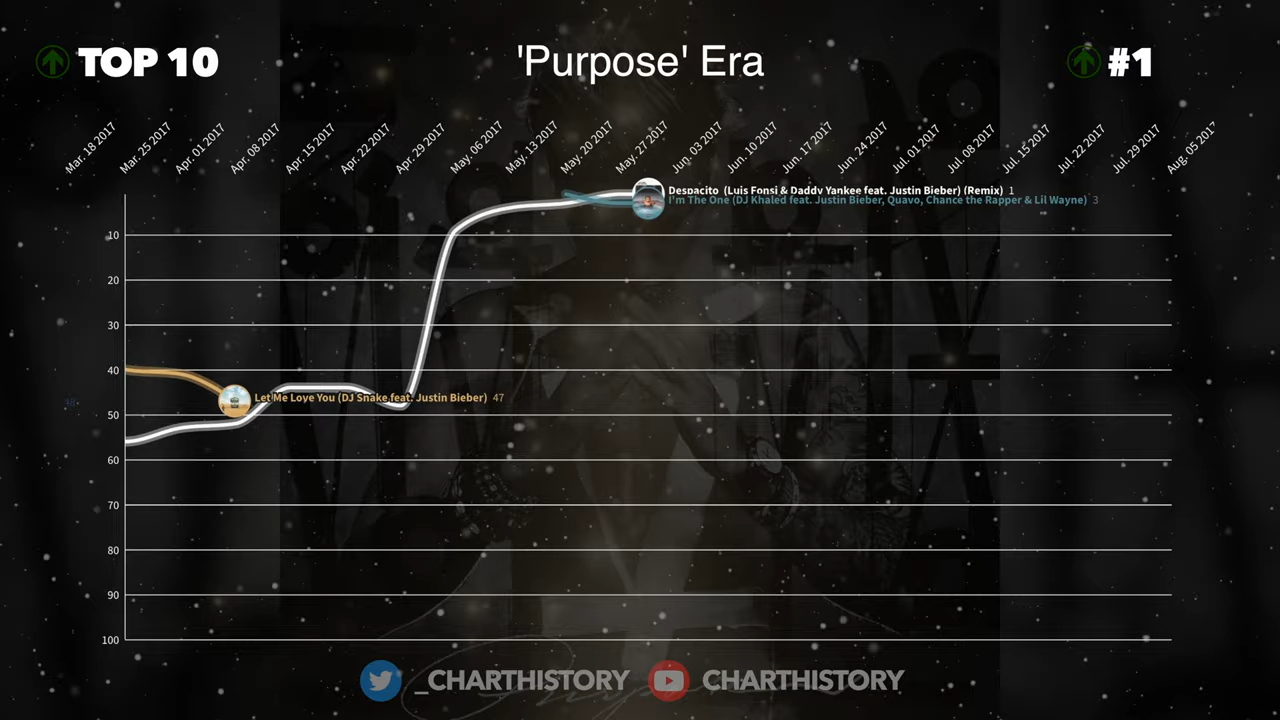 TOP 10
'Purpose' Era
#1
Mar. 18 2017
Mar. 25 2017
Apr. 01 2017
Apr. 08 2017
Apr. 15 2017
Apr. 22 2017
Apr. 29 2017
May. 06 2017
May. 13 2017
May. 20 2017
May. 27 2017
Jun. 03 2017
Jun. 10 2017
Jun. 17 2017
Jun. 24 2017
Jul. 01 2017
Jul. 08 2017
Jul. 15 2017
Jul. 22 2017
Jul. 29 2017
Aug. 05 2017
Despacito (Luis Fonsi & Daddy Yankee feat. Justin Bieber) (Remix) 1
I'm The One (DJ Khaled feat. Justin Bieber, Quavo, Chance the Rapper & Lil Wayne) 3
10
20
30
40
Let Me Love You (DJ Snake feat. Justin Bieber) 47
50
60
70
80
90
100
_CHARTHISTORY
CHARTHISTORY